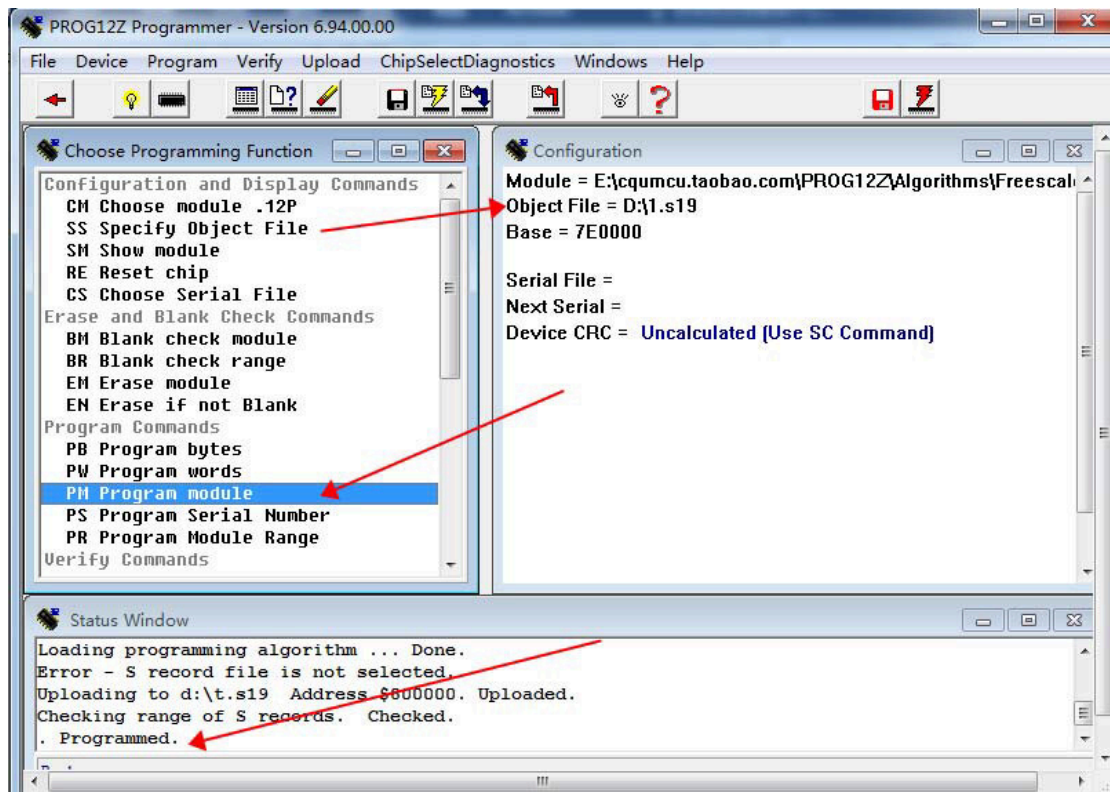 PROG12Z Programmer - Version 6.94.00.00
File Device Program Verify Upload ChipSelectDiagnostics Windows Help
Choose Programming Function
Configuration and Display Commands
CM Choose module .12P
SS Specify Object File
SM Show module
RE Reset chip
CS Choose Serial File
Erase and Blank Check Commands
BM Blank check module
BR Blank check range
EM Erase module
EN Erase if not Blank
Program Commands
PB Program bytes
PW Program words
PM Program module
PS Program Serial Number
PR Program Module Range
Verify Commands
Configuration
Module = E:\cqumcu.taobao.com\PROG12Z\Algorithms\Freescal
Object File = D:\1.s19
Base = 7E0000
Serial File =
Next Serial =
Device CRC = Uncalculated (Use SC Command)
Status Window
Loading programming algorithm ... Done.
Error - S record file is not selected.
Uploading to d:\t.s19 Address $600000. Uploaded.
Checking range of S records. Checked.
. Programmed.